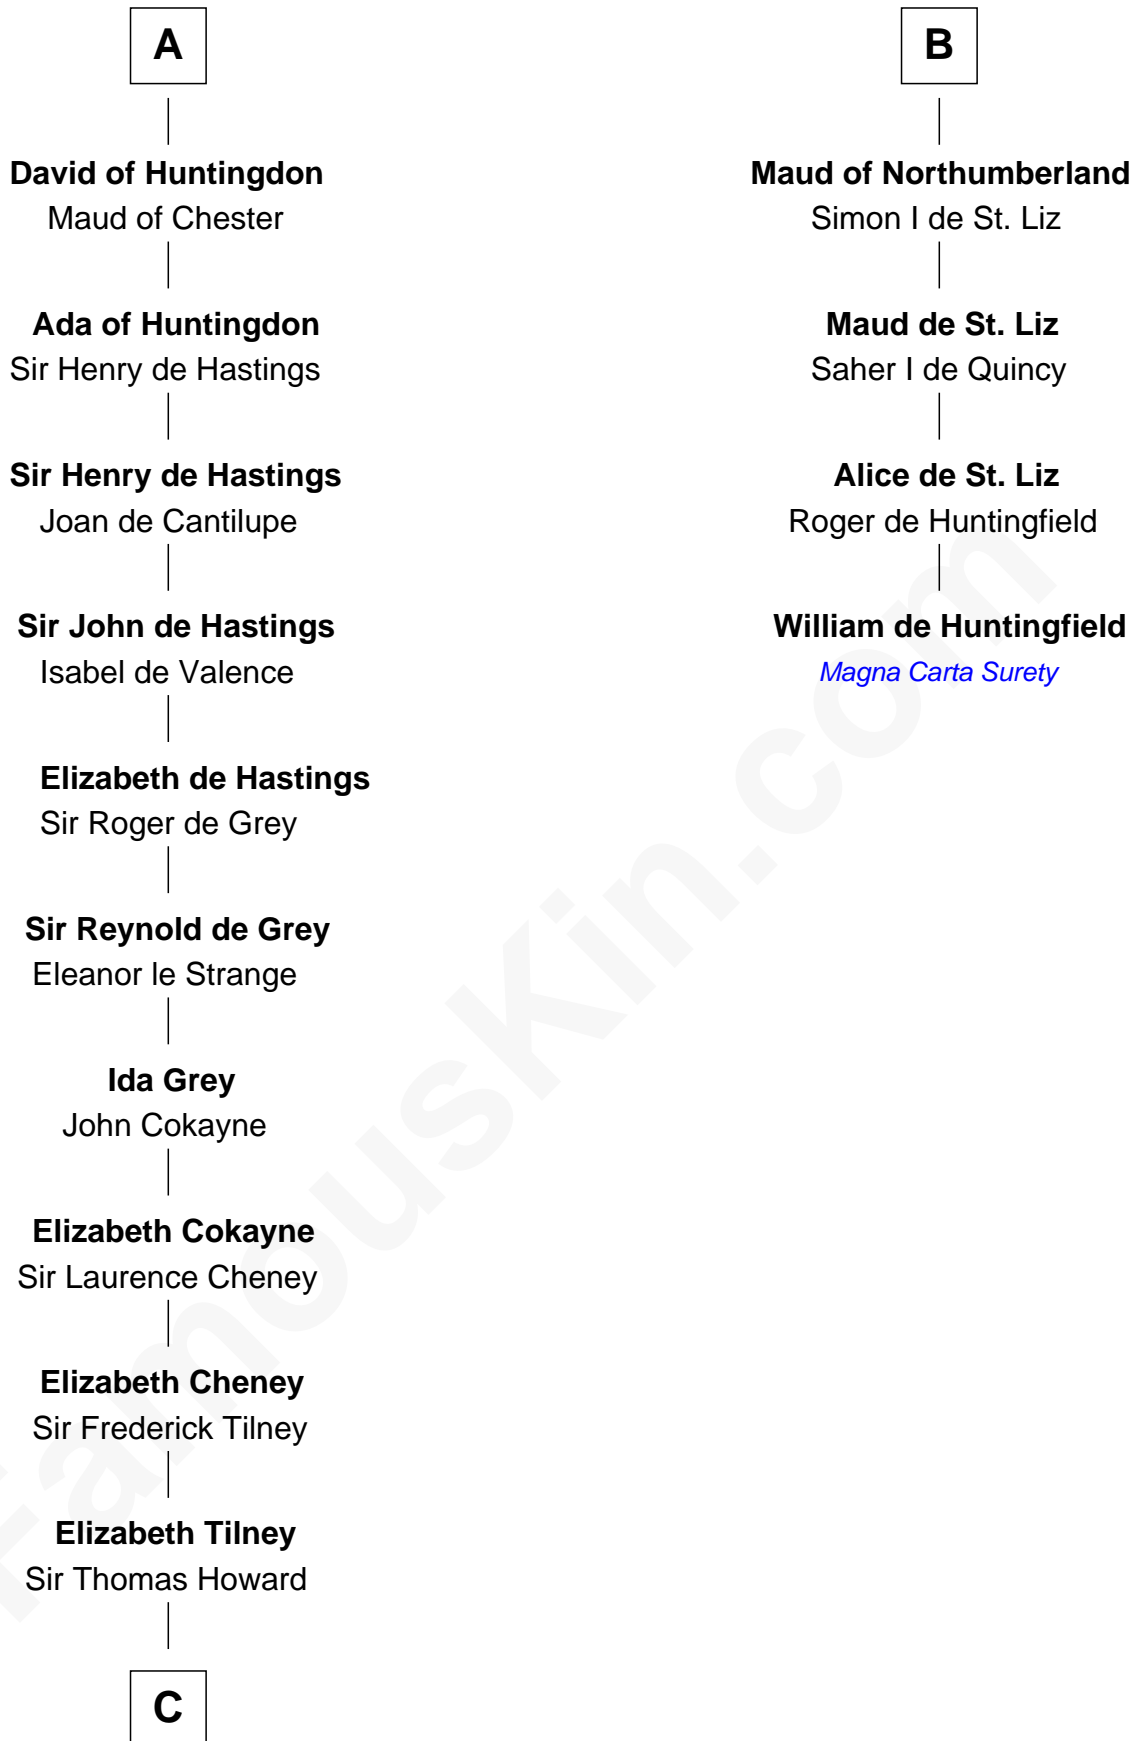 A
David of Huntingdon
Maud of Chester
Ada of Huntingdon
Sir Henry de Hastings
Sir Henry de Hastings
Joan de Cantilupe
Sir John de Hastings
Isabel de Valence
Elizabeth de Hastings
Sir Roger de Grey
Sir Reynold de Grey
Eleanor le Strange
Ida Grey
John Cokayne
Elizabeth Cokayne
Sir Laurence Cheney
Elizabeth Cheney
Sir Frederick Tilney
Elizabeth Tilney
Sir Thomas Howard
C
B
Maud of Northumberland
Simon I de St. Liz
Maud de St. Liz
Saher I de Quincy
Alice de St. Liz
Roger de Huntingfield
William de Huntingfield
Magna Carta Surety
FamousKin.com